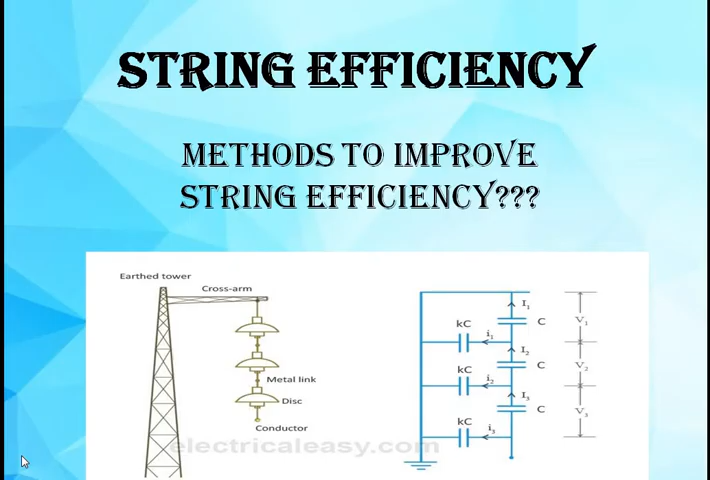 STRING EFFICIENCY
METHODS TO IMPROVE
STRING EFFICIENCY???
Earthed tower
Cross-arm
Metal link
Disc
Conductor
electricaleasy.com
I₁
kC
C
V₁
i₁
I₂
kC
C
V₂
i₂
I₃
kC
C
V₃
i₃